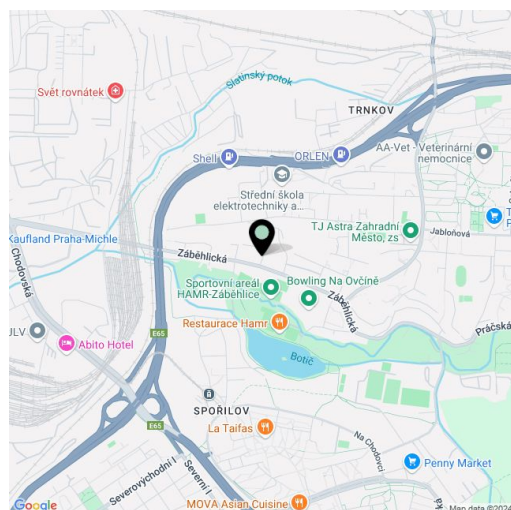 Slatinský potok
Svět rovnátek
TRNKOV
AA-Vet - Veterinární
nemocnice
Shell
ORLEN
Střední škola
elektrotechniky a...
TJ Astra Zahradní
Město, zs
Jabloňová
Kaufland Praha-Michle
Chodovská
Záběhlická
Sportovní areál
HAMR-Záběhlice
Bowling Na Ovčíně
Záběhlická
Práčská
Restaurace Hamr
E65
JLV
Abito Hotel
Botič
SPOŘILOV
E65
La Taifas
Na Chodovci
Penny Market
Severovýchodní I
Severní I
MOVA Asian Cuisine
Google
Map data ©2024